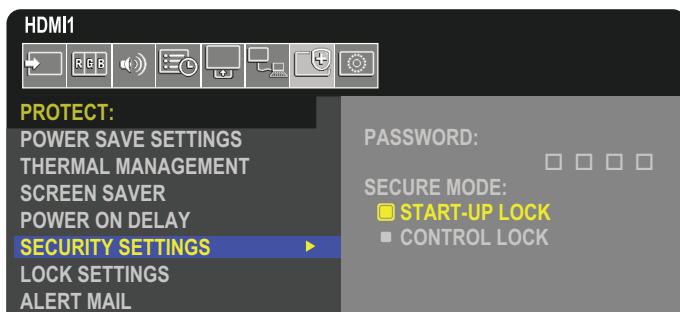 HDMI1
RGB
PROTECT:
POWER SAVE SETTINGS
THERMAL MANAGEMENT
SCREEN SAVER
POWER ON DELAY
SECURITY SETTINGS
LOCK SETTINGS
ALERT MAIL
PASSWORD:
SECURE MODE:
START-UP LOCK
CONTROL LOCK